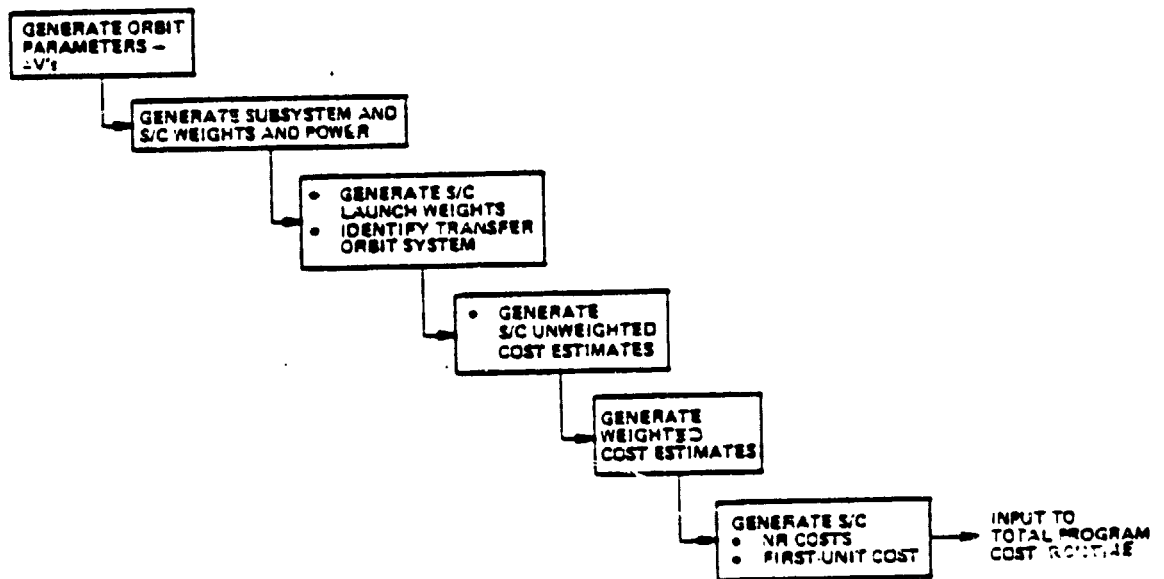 GENERATE ORBIT
PARAMETERS –
ΔV's
GENERATE SUBSYSTEM AND
S/C WEIGHTS AND POWER
• GENERATE S/C
LAUNCH WEIGHTS
• IDENTIFY TRANSFER
ORBIT SYSTEM
• GENERATE
S/C UNWEIGHTED
COST ESTIMATES
GENERATE
WEIGHTED
COST ESTIMATES
GENERATE S/C
• NR COSTS
• FIRST-UNIT COST
INPUT TO
TOTAL PROGRAM
COST ROUTINE